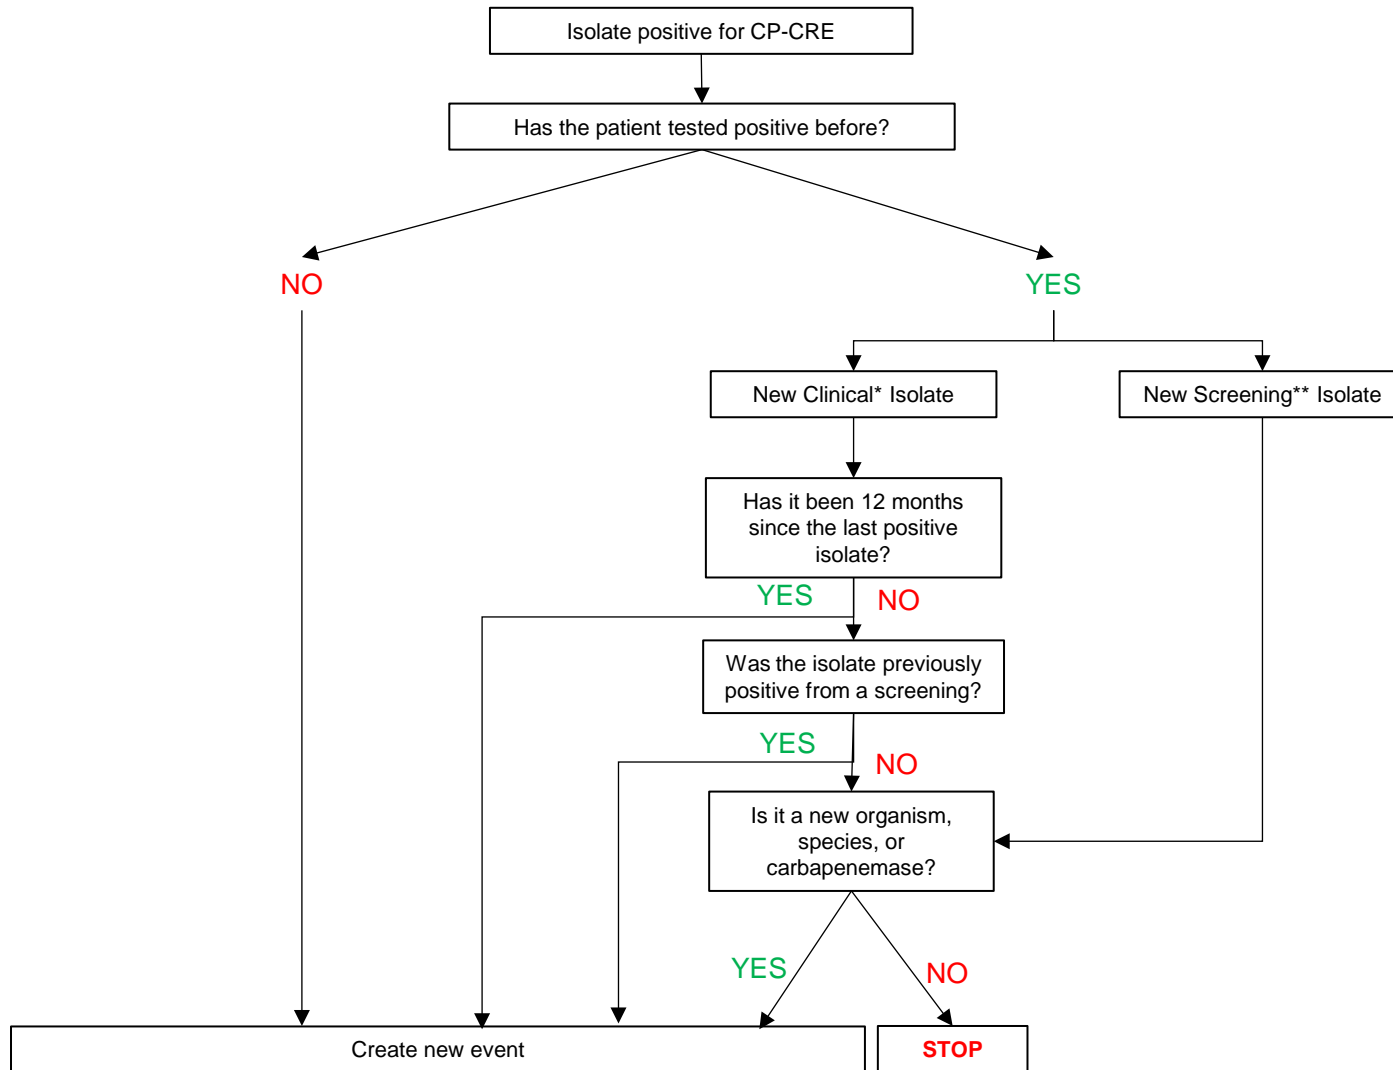 Isolate positive for CP-CRE
Has the patient tested positive before?
NO
YES
New Clinical* Isolate
New Screening** Isolate
Has it been 12 months
since the last positive
isolate?
YES
NO
Was the isolate previously
positive from a screening?
YES
NO
Is it a new organism,
species, or
carbapenemase?
YES
NO
Create new event
STOP